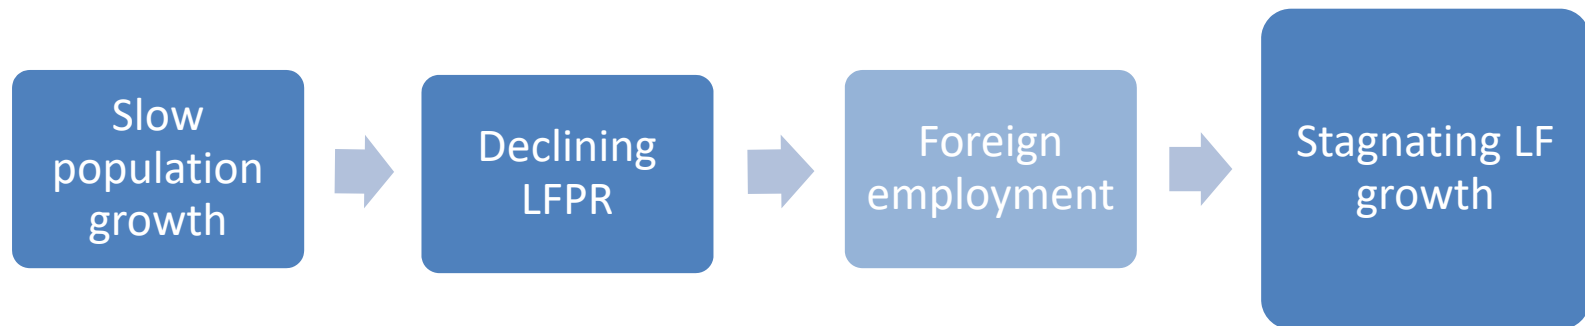 Slow
population
growth
Declining
LFPR
Foreign
employment
Stagnating LF
growth